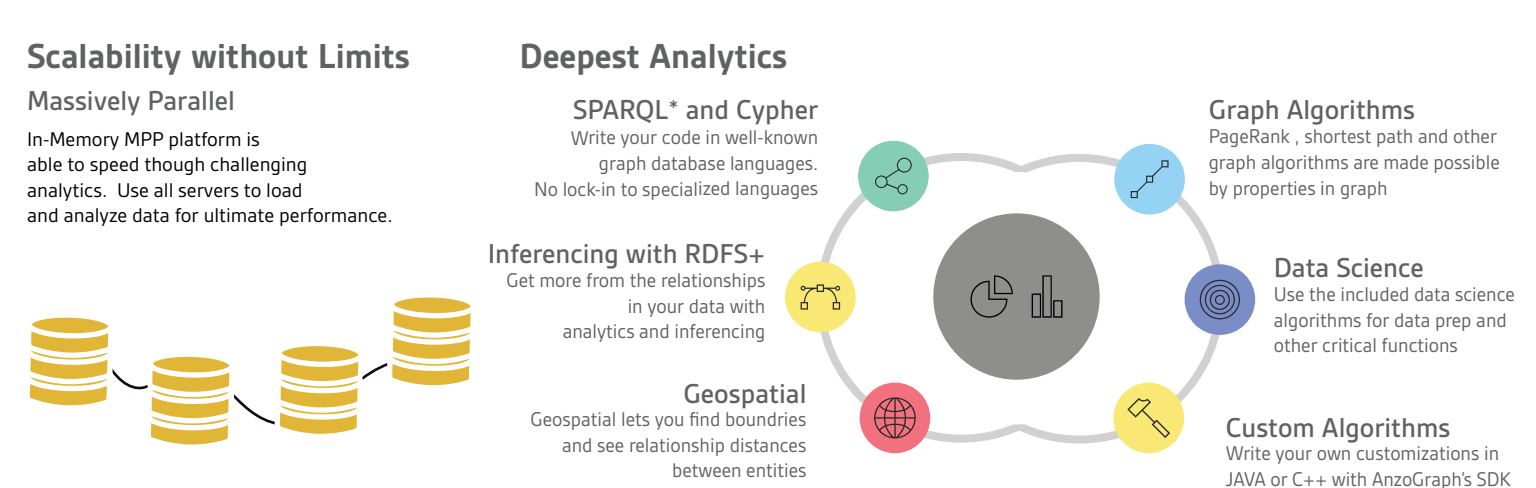 Scalability without Limits
Massively Parallel
In-Memory MPP platform is
able to speed though challenging
analytics.  Use all servers to load
and analyze data for ultimate performance.
Deepest Analytics
SPARQL* and Cypher
Write your code in well-known
graph database languages.
No lock-in to specialized languages
Inferencing with RDFS+
Get more from the relationships
in your data with
analytics and inferencing
Geospatial
Geospatial lets you find boundries
and see relationship distances
between entities
Graph Algorithms
PageRank , shortest path and other
graph algorithms are made possible
by properties in graph
Data Science
Use the included data science
algorithms for data prep and
other critical functions
Custom Algorithms
Write your own customizations in
JAVA or C++ with AnzoGraph's SDK